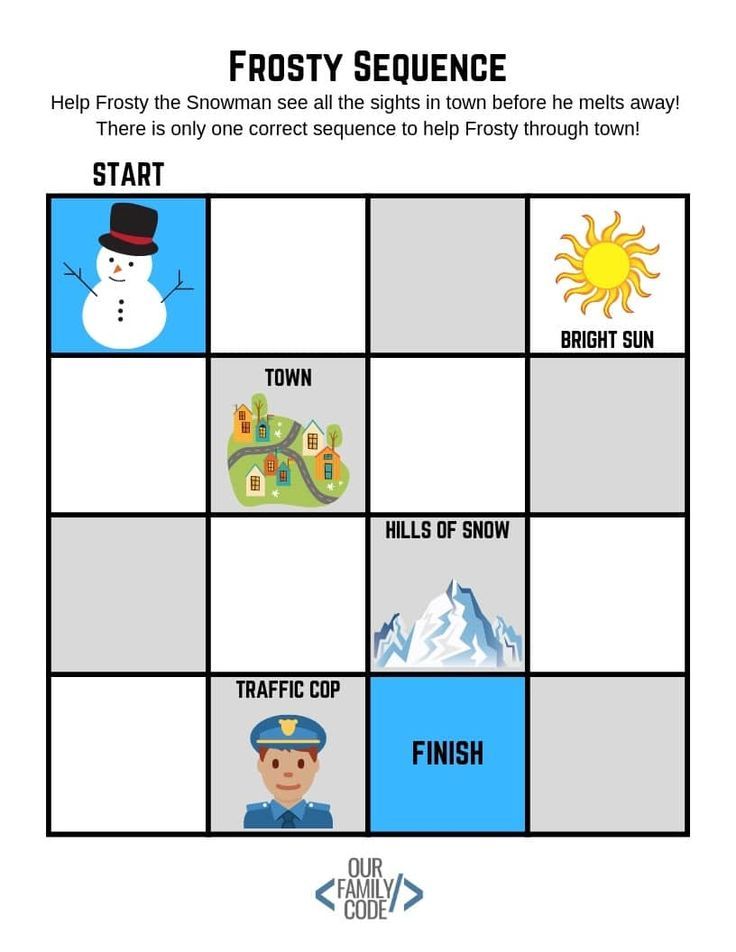 FROSTY SEQUENCE
Help Frosty the Snowman see all the sights in town before he melts away!
There is only one correct sequence to help Frosty through town!
START
BRIGHT SUN
TOWN
HILLS OF SNOW
TRAFFIC COP
FINISH
OUR
<FAMILY/>
CODE